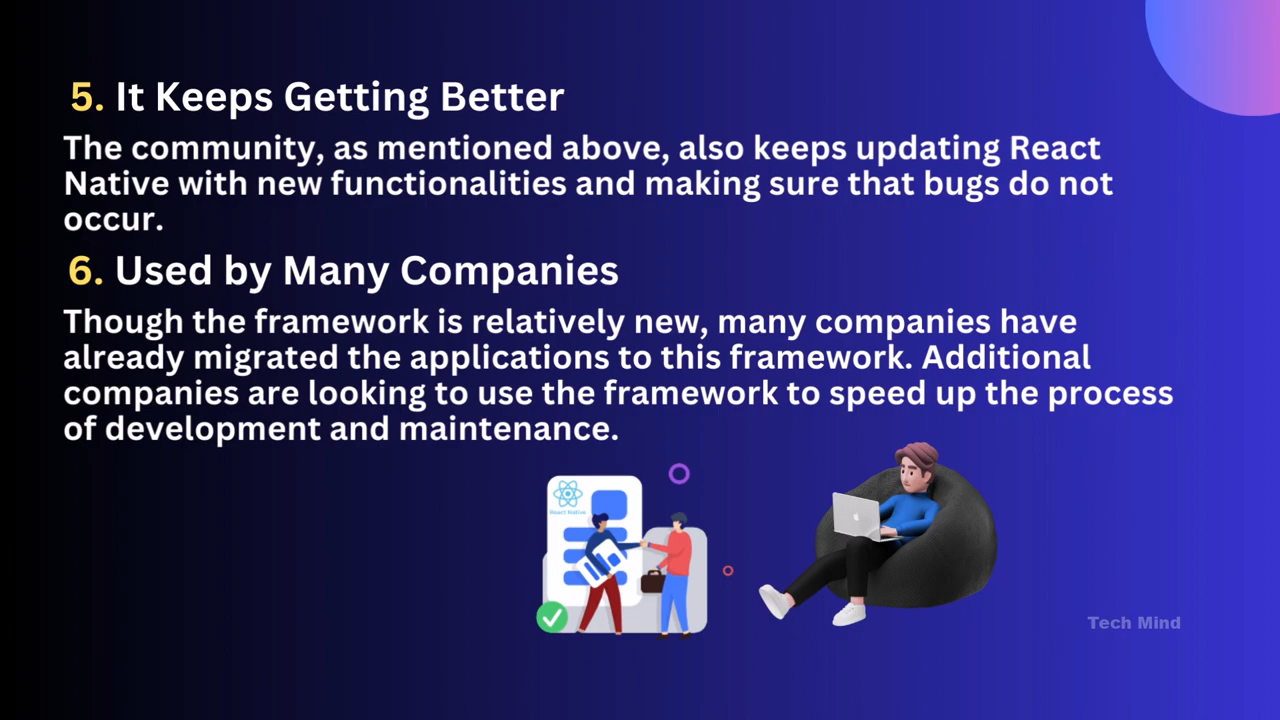 5. It Keeps Getting Better
The community, as mentioned above, also keeps updating React
Native with new functionalities and making sure that bugs do not
occur.
6. Used by Many Companies
Though the framework is relatively new, many companies have
already migrated the applications to this framework. Additional
companies are looking to use the framework to speed up the process
of development and maintenance.
React Native
Tech Mind